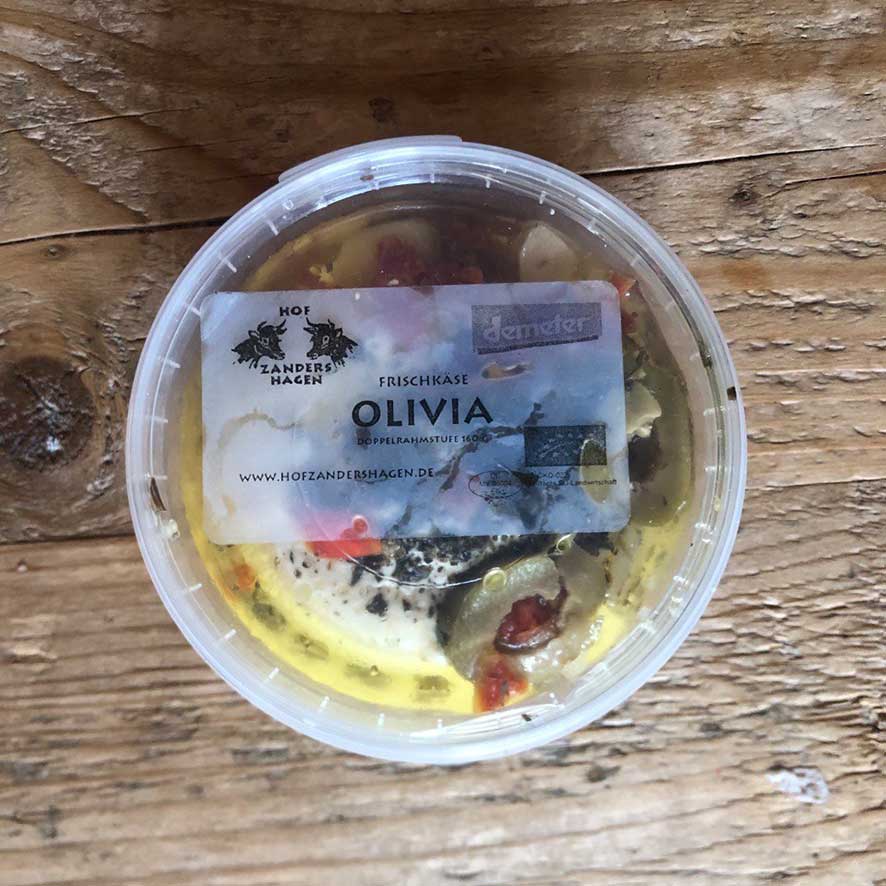 HOF
ZANDERS
HAGEN
demeter
FRISCHKÄSE
OLIVIA
DOPPELRAHMSTUFE 160 G
WWW.HOFZANDERSHAGEN.DE